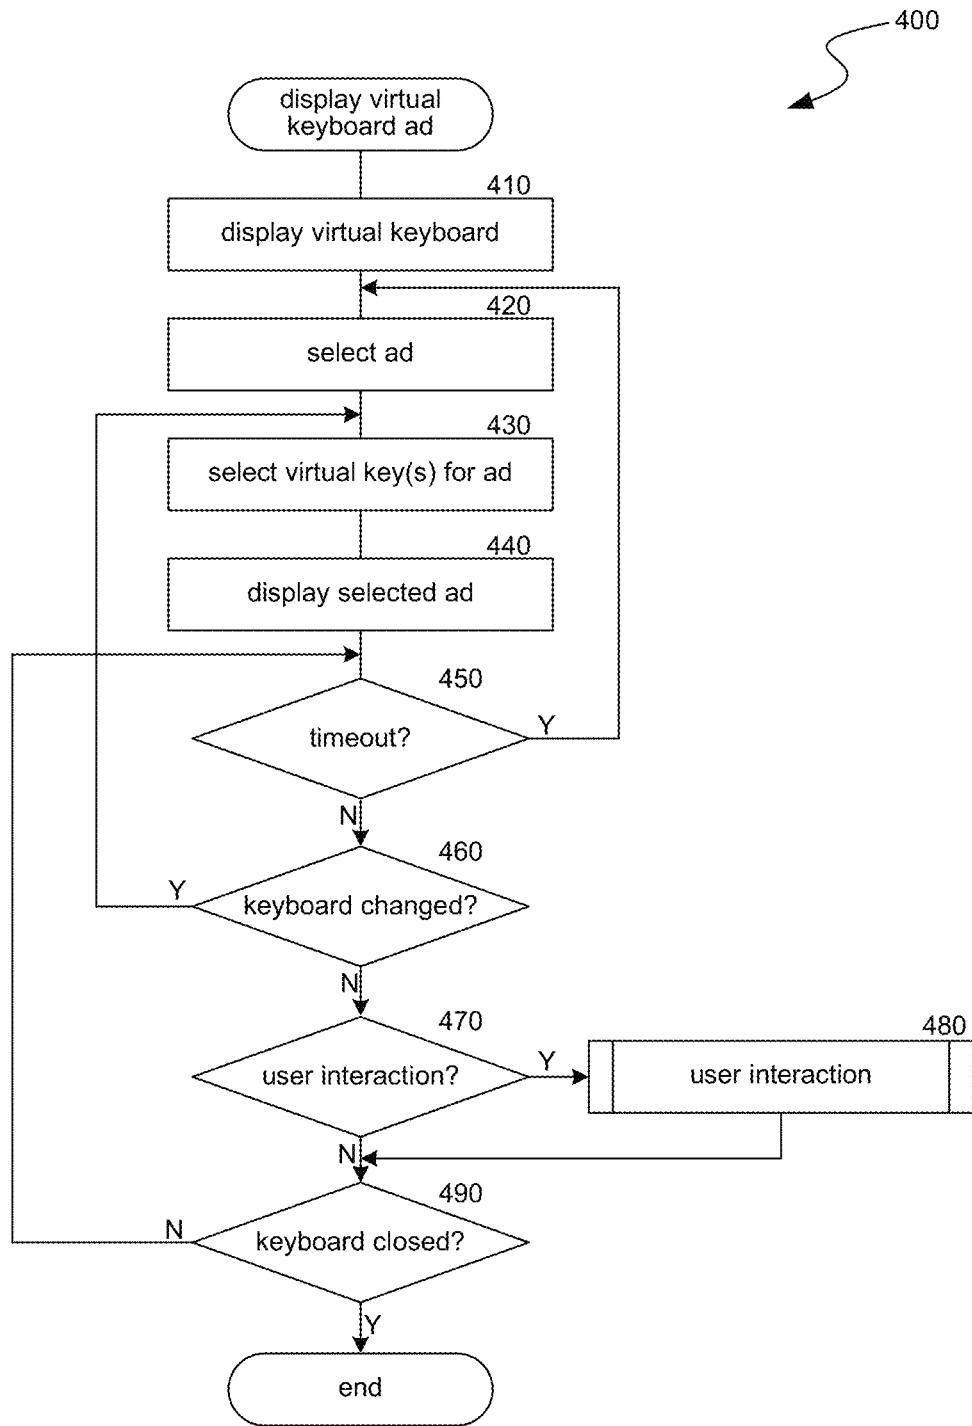 400
display virtual
keyboard ad
410
display virtual keyboard
420
select ad
430
select virtual key(s) for ad
440
display selected ad
450
timeout?
Y
N
460
Y
keyboard changed?
N
470
user interaction?
Y
480
user interaction
N
490
N
keyboard closed?
Y
end